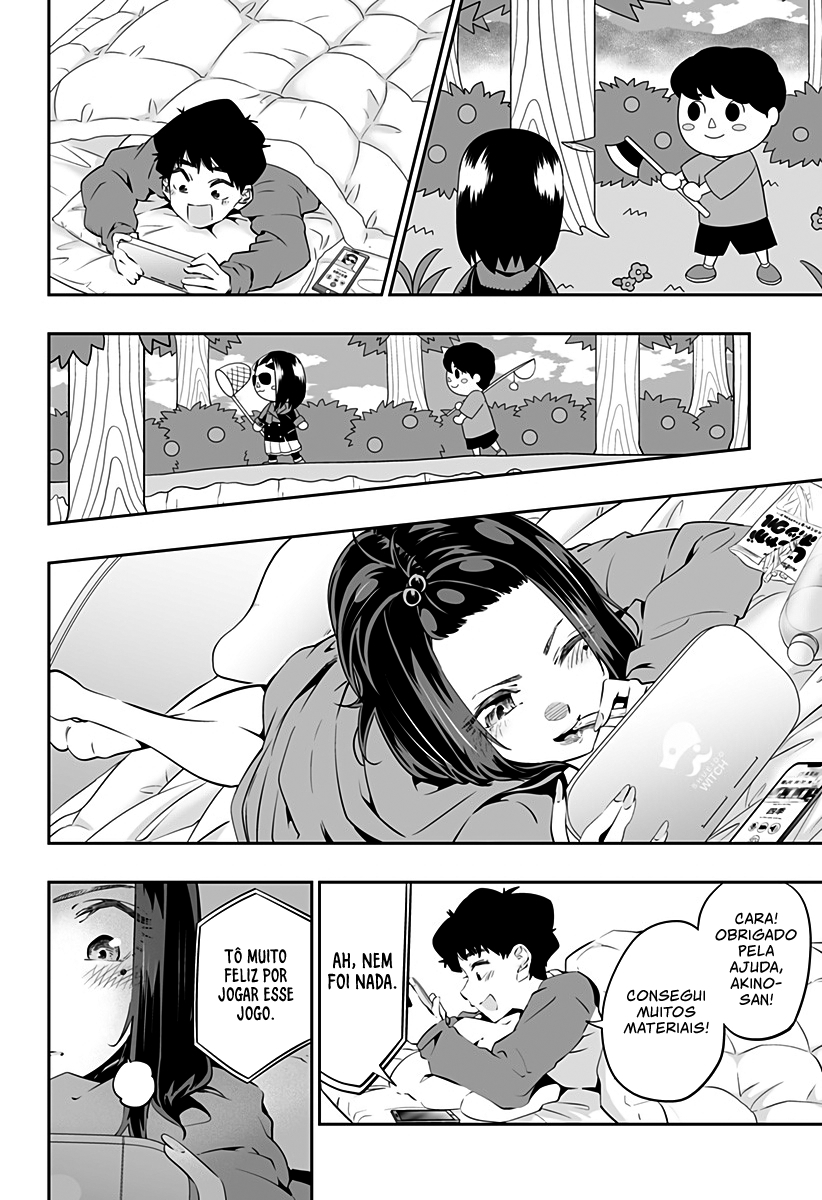 WITCH
CARA!
OBRIGADO
PELA
AJUDA,
AKINO-
SAN!
CONSEGUI
MUITOS
MATERIAIS!
AH, NEM
FOI NADA.
TÔ MUITO
FELIZ POR
JOGAR ESSE
JOGO.